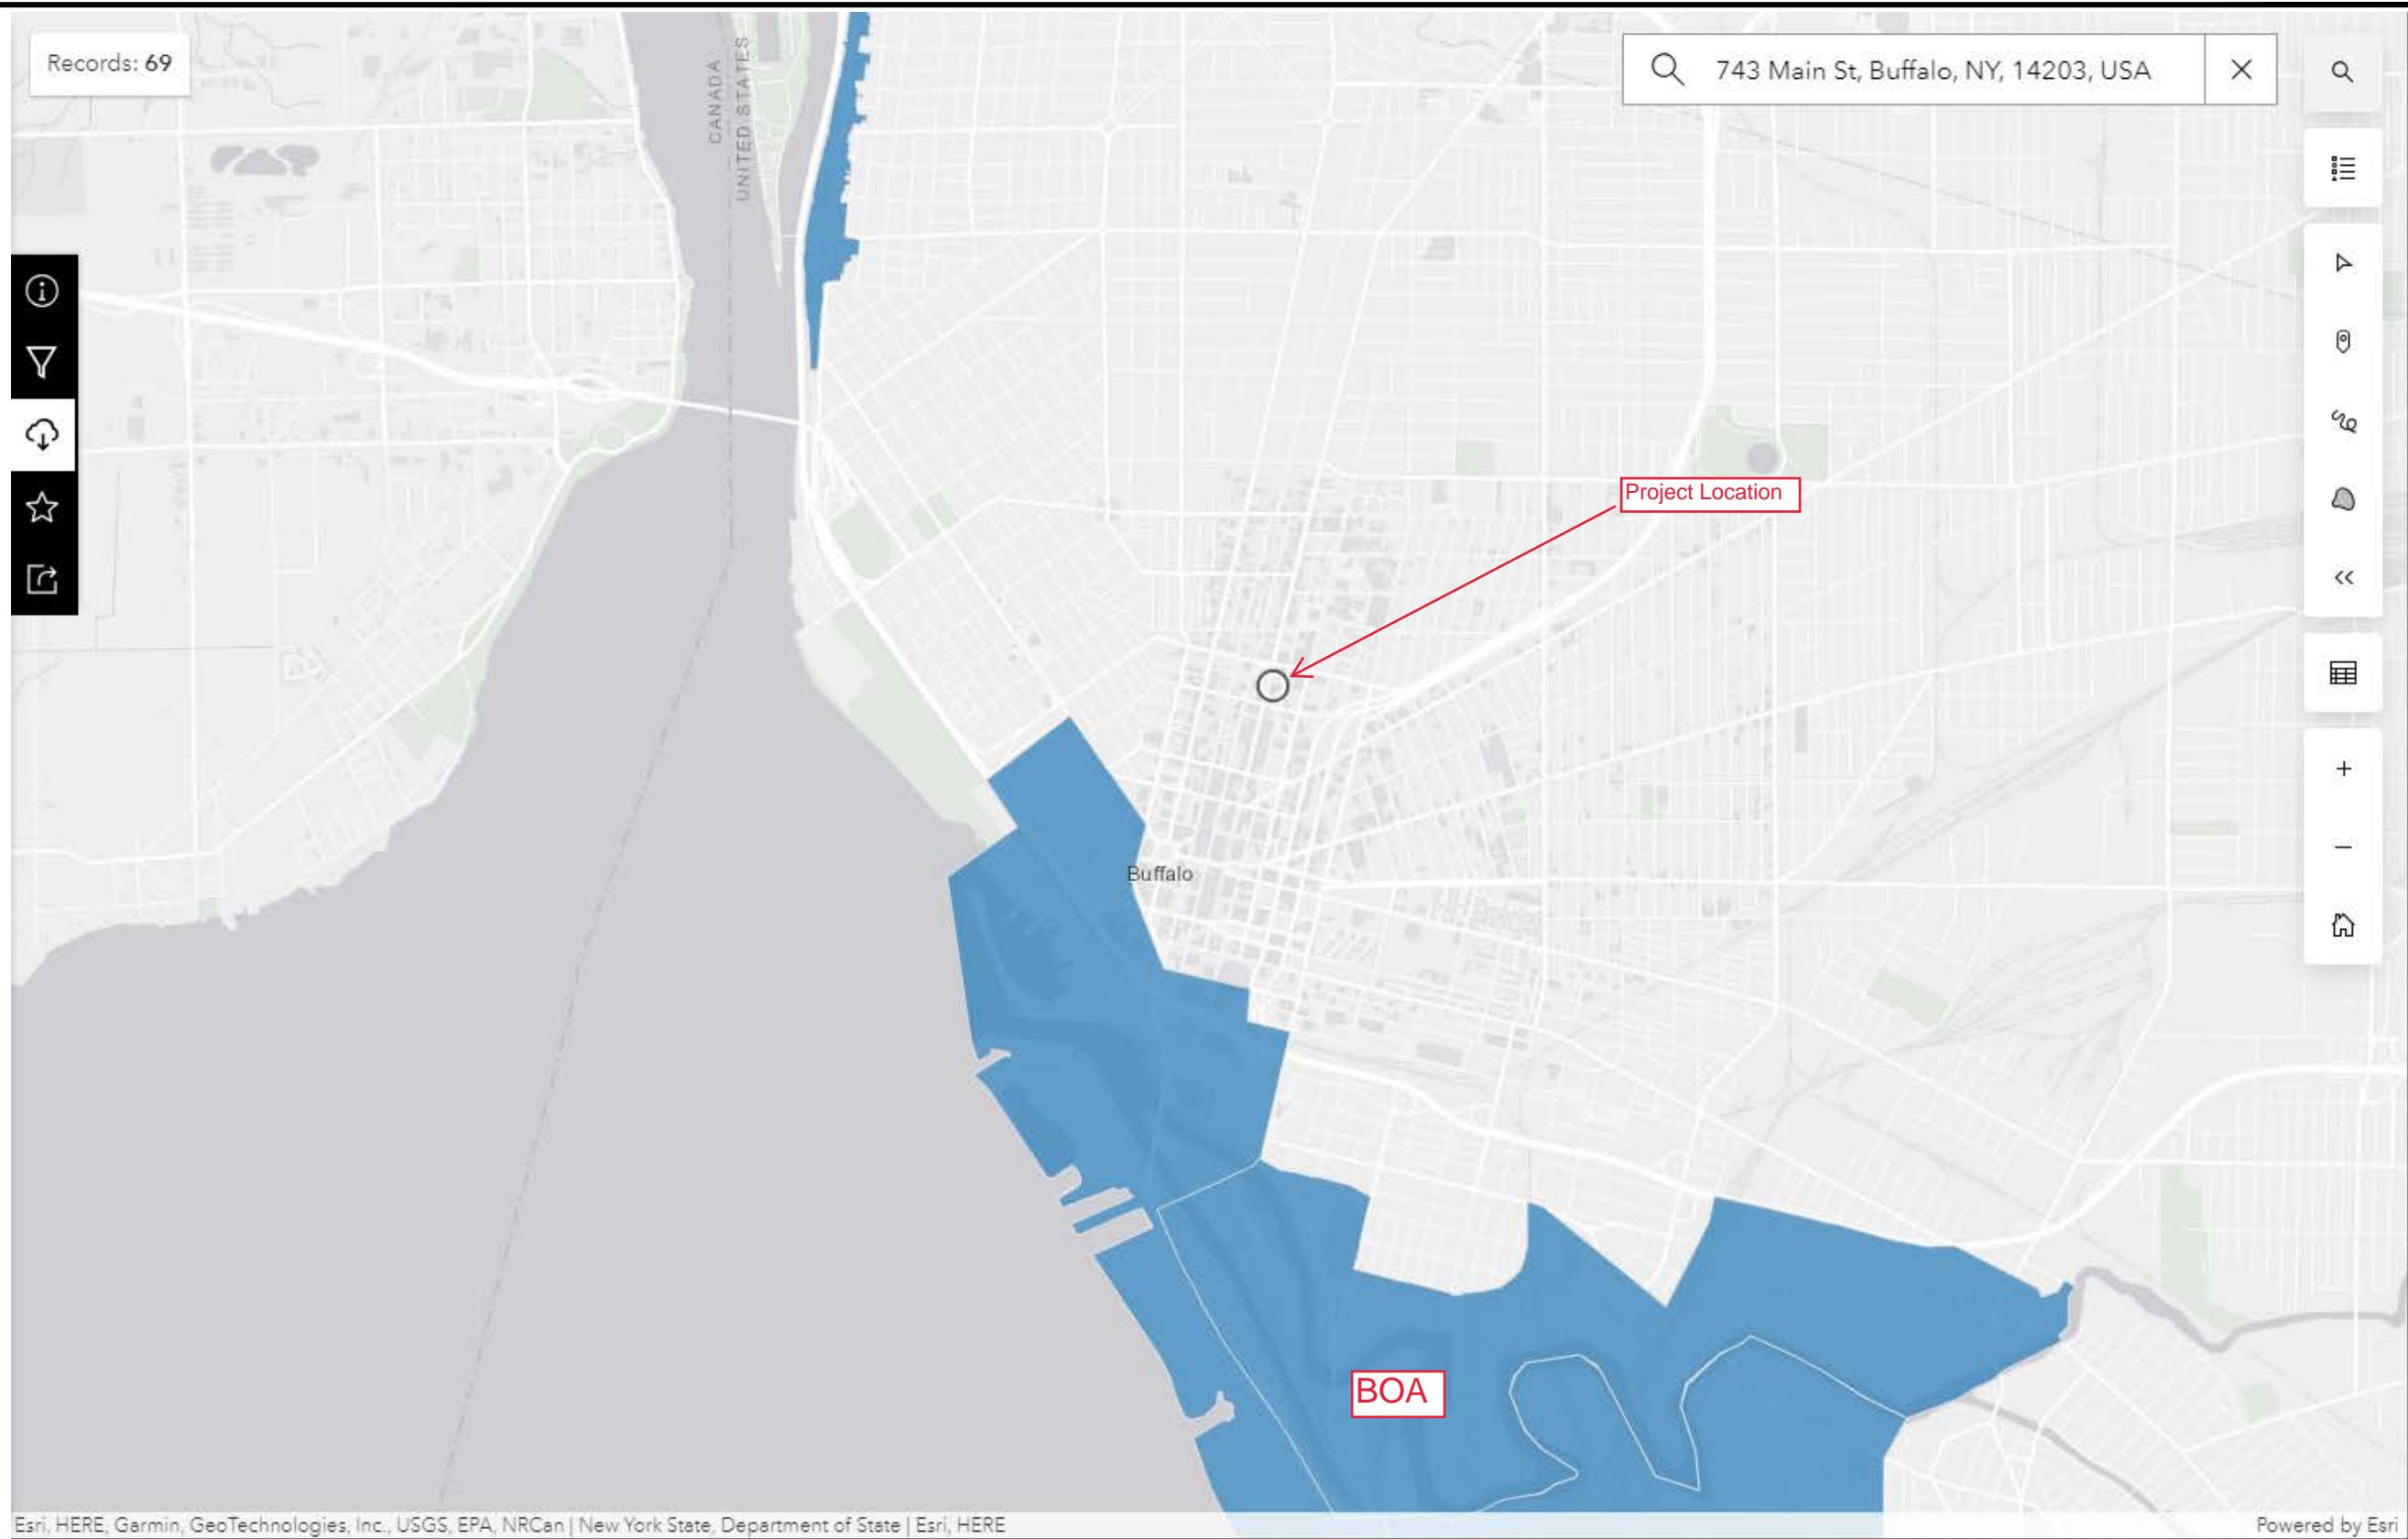 Records: 69
743 Main St, Buffalo, NY, 14203, USA
CANADA
UNITED STATES
Project Location
Buffalo
BOA
Esri, HERE, Garmin, GeoTechnologies, Inc., USGS, EPA, NRCan | New York State, Department of State | Esri, HERE
Powered by Esri